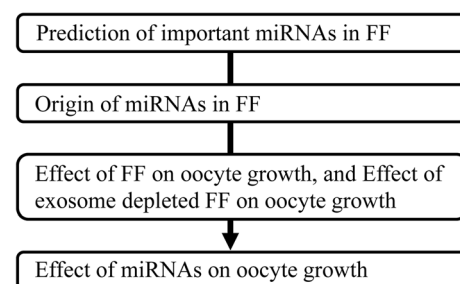 Prediction of important miRNAs in FF
Origin of miRNAs in FF
Effect of FF on oocyte growth, and Effect of
exosome depleted FF on oocyte growth
Effect of miRNAs on oocyte growth